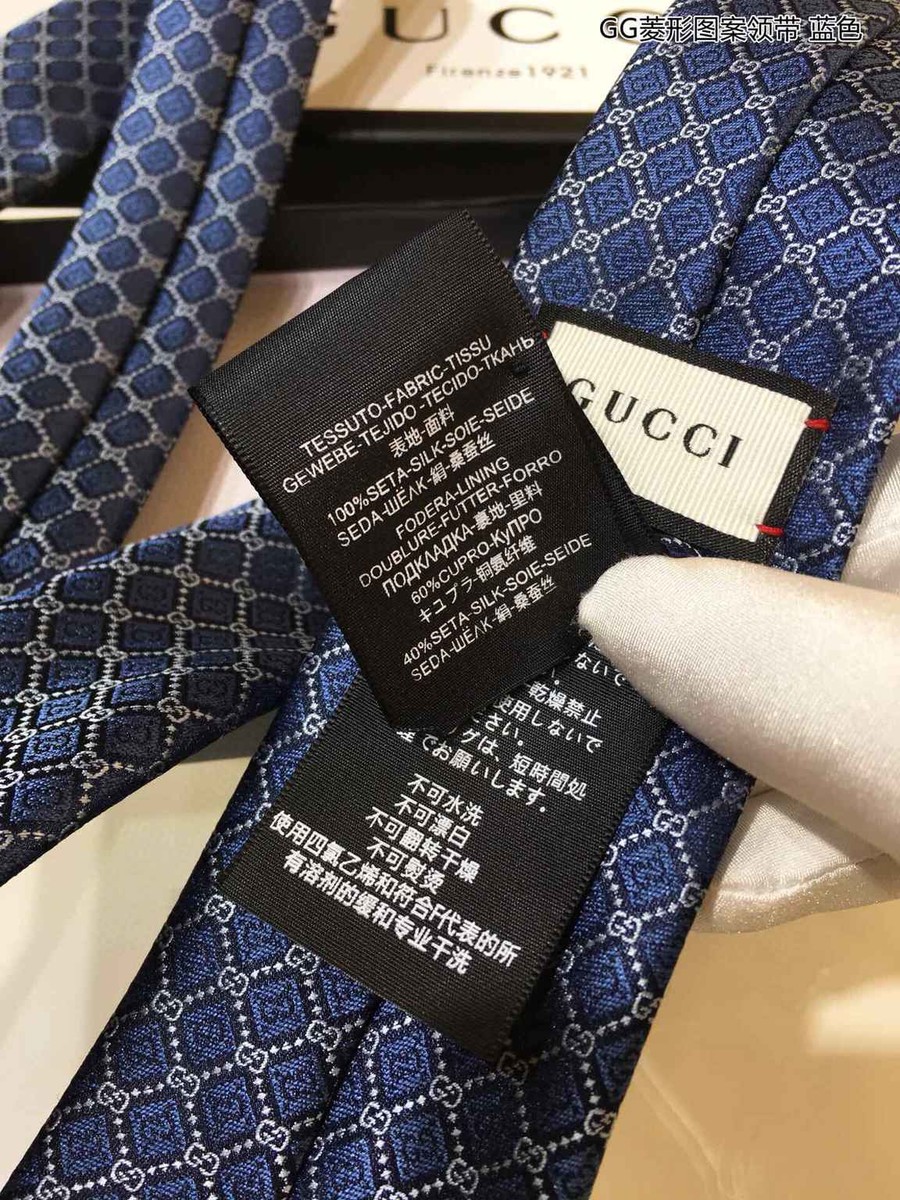 GG菱形图案领带 蓝色
GUCC
Firenze1921
TESSUTO-FABRIC-TISSU
GEWEBE-TEJIDO-TECIDO-ТКАНЬ
表地-面料
100%SETA-SILK-SOIE-SEIDE
SEDA-ШЁЛК-絹-桑蚕丝
FODERA-LINING
DOUBLURE-FUTTER-FORRO
ПОДКЛАДКА-裏地-里料
60%CUPRO-КУПРО
キュプラ-铜氨纤维
40%SETA-SILK-SOIE-SEIDE
SEDA-ШЁЛК-絹-桑蚕丝
GUCCI
ないで
乾燥禁止
使用しないで
ださい。
グは、短時間処
理でお願いします。
不可水洗
不可漂白
不可翻转干燥
不可熨烫
使用四氯乙烯和符合F代表的所
有溶剂的缓和专业干洗